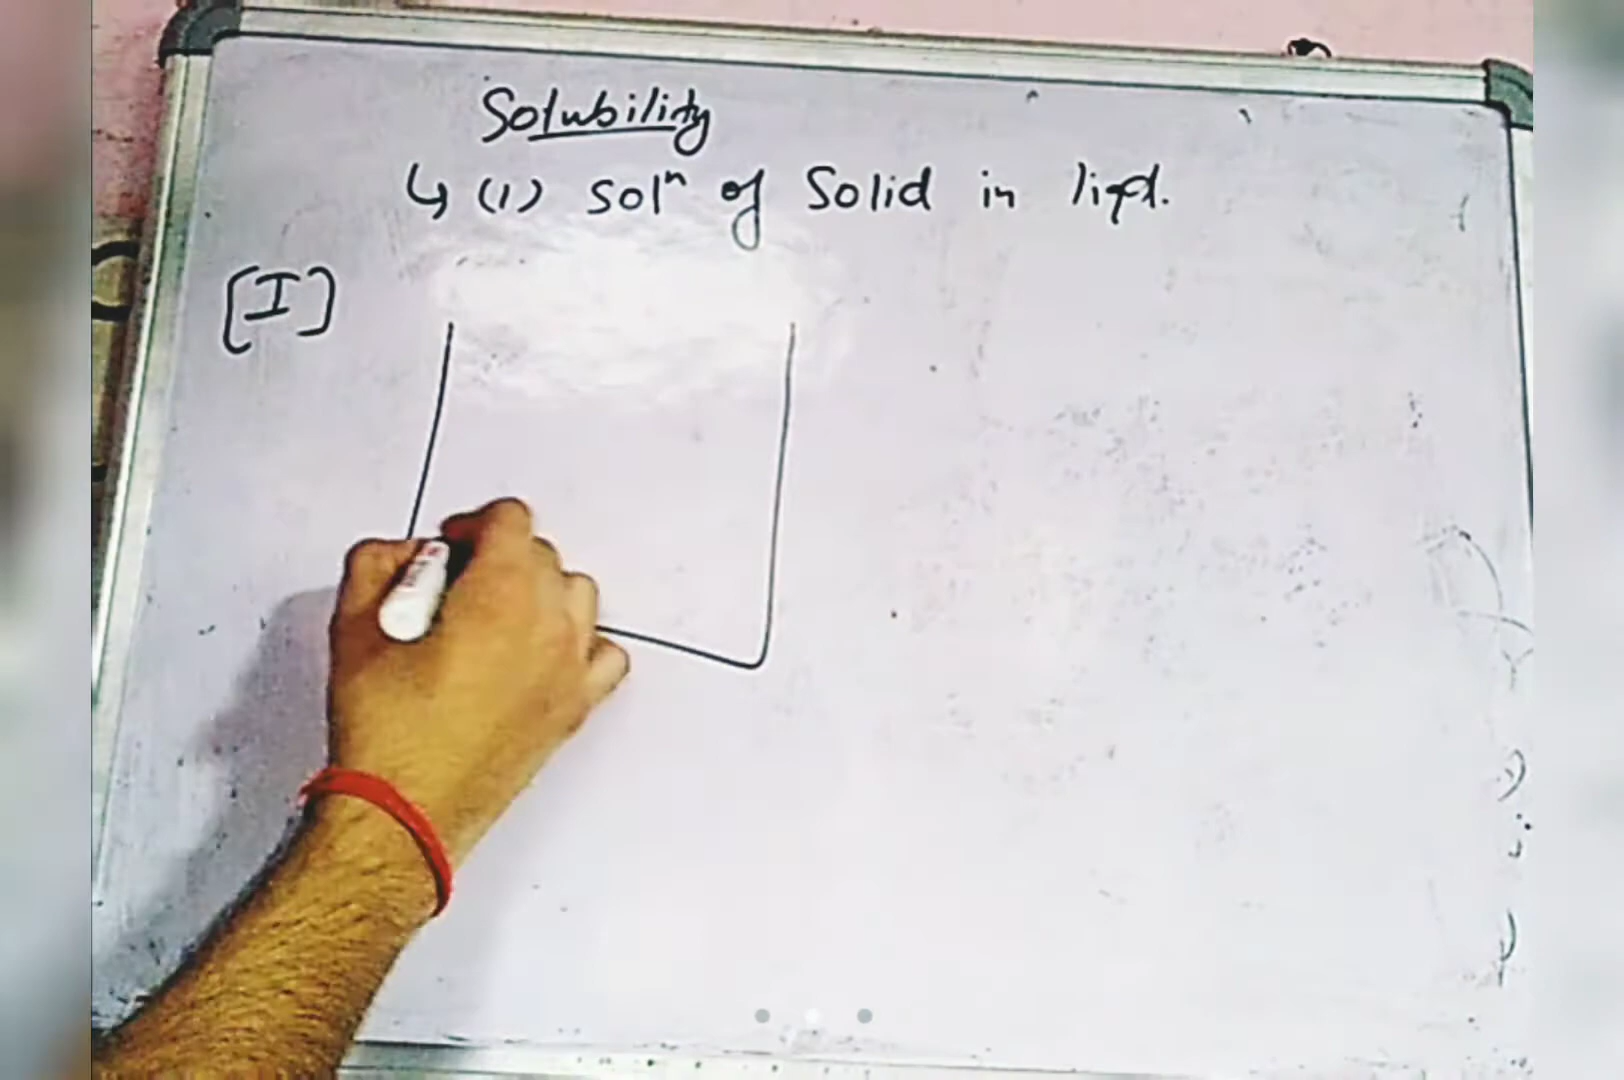 Solubility
↳ (1) solⁿ of Solid in liqd.
[I]